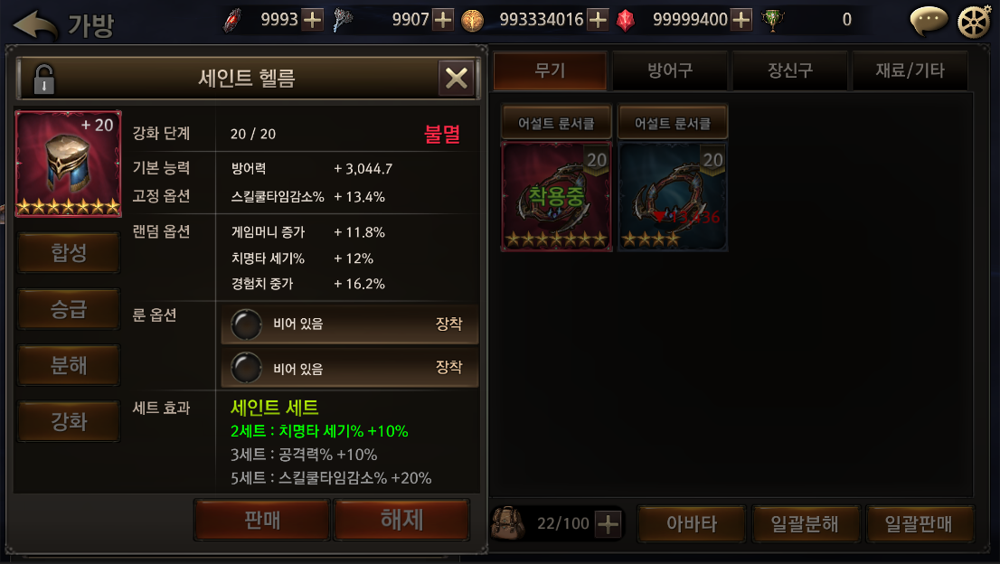 가방
9993
9907
993334016
99999400
0
세인트 헬름
+ 20
강화 단계 20 / 20 불멸
기본 능력 방어력 + 3,044.7
고정 옵션 스킬쿨타임감소% + 13.4%
랜덤 옵션 게임머니 증가 + 11.8%
치명타 세기% + 12%
경험치 증가 + 16.2%
룬 옵션 비어 있음 장착
비어 있음 장착
세트 효과 세인트 세트
2세트 : 치명타 세기% +10%
3세트 : 공격력% +10%
5세트 : 스킬쿨타임감소% +20%
합성
승급
분해
강화
판매
해제
무기
방어구
장신구
재료/기타
어설트 룬서클
어설트 룬서클
20
착용중
20
22/100
아바타
일괄분해
일괄판매